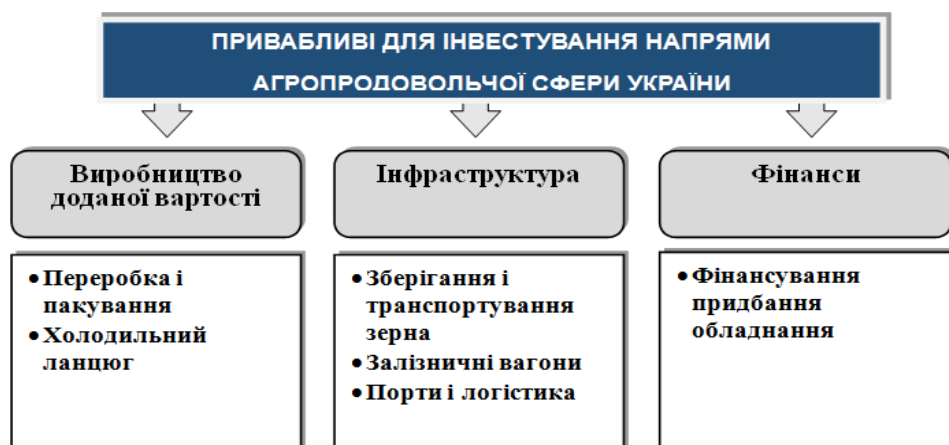 ПРИВАБЛИВІ ДЛЯ ІНВЕСТУВАННЯ НАПРЯМИ
АГРОПРОДОВОЛЬЧОЇ СФЕРИ УКРАЇНИ
Виробництво
доданої вартості
•Переробка і
пакування
•Холодильний
ланцюг
Інфраструктура
•Зберігання і
транспортування
зерна
•Залізничні вагони
•Порти і логістика
Фінанси
•Фінансування
придбання
обладнання